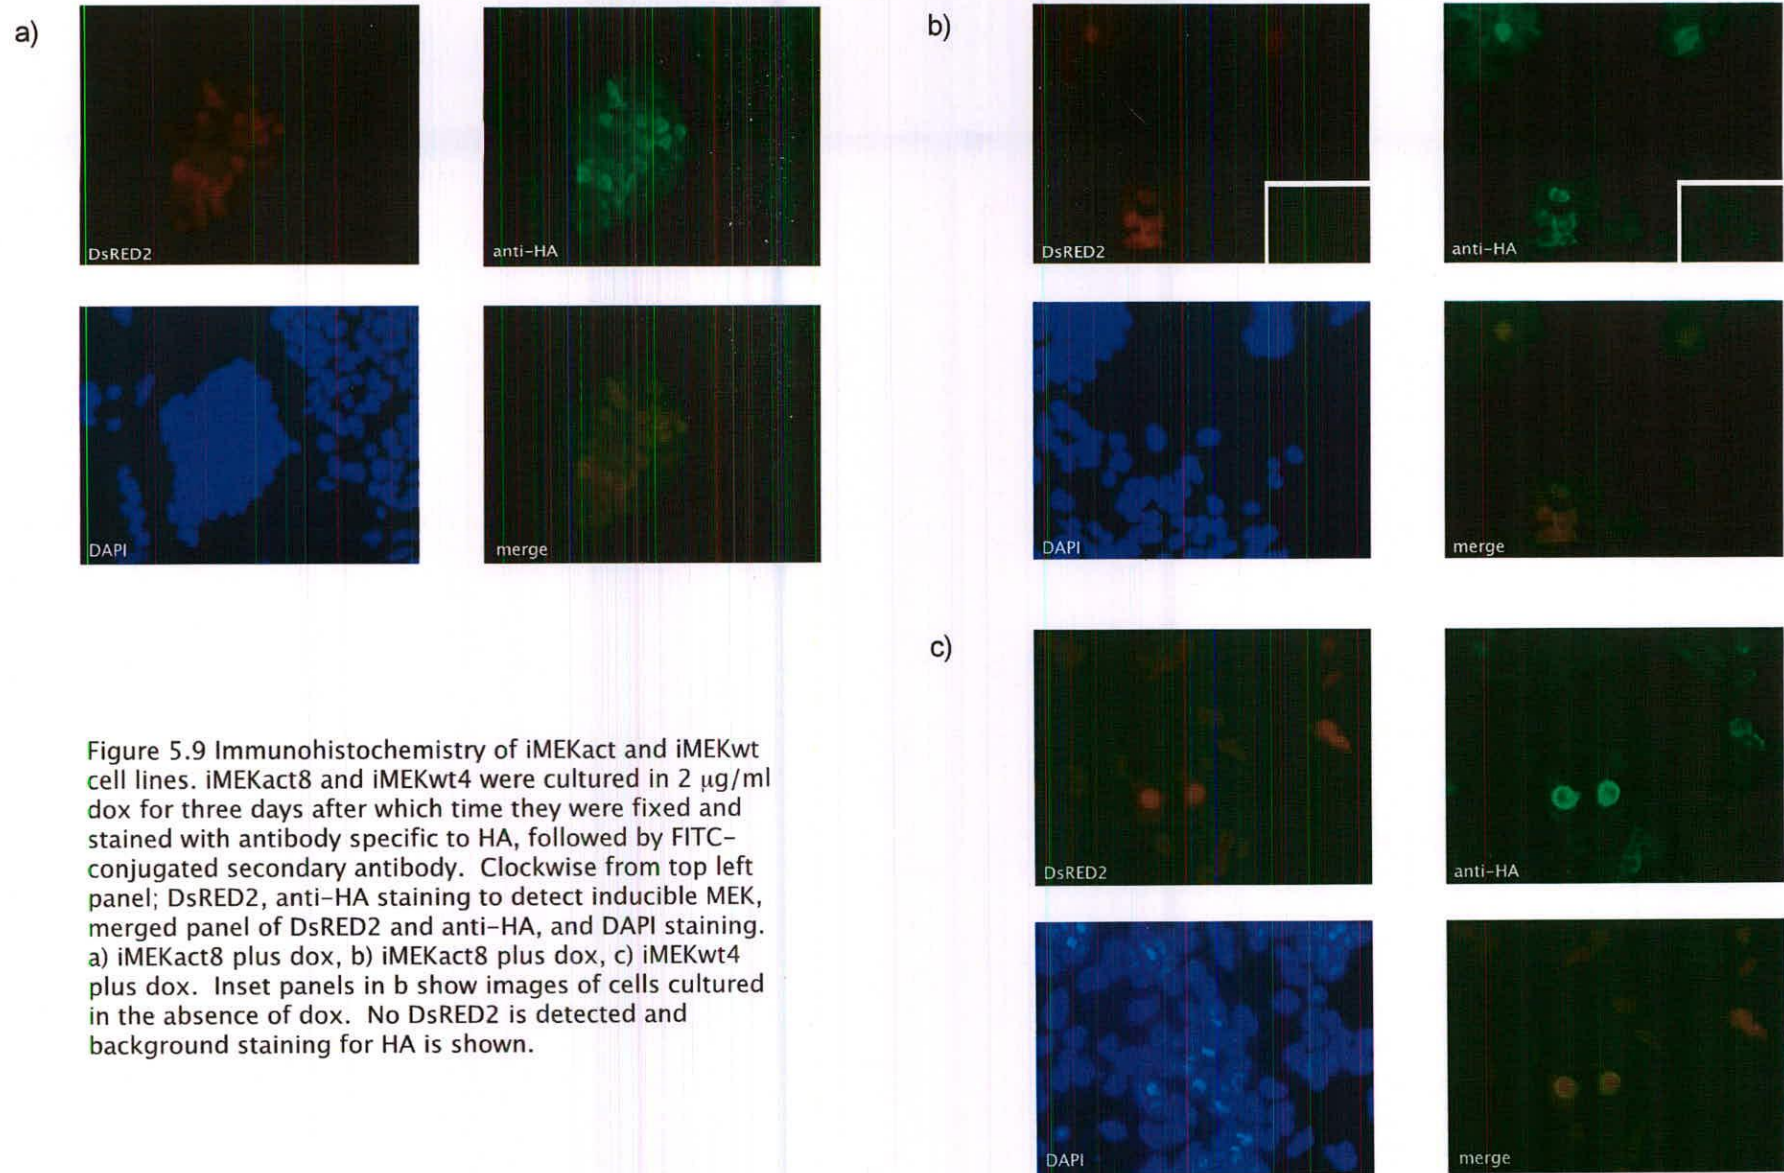 a)
DsRED2
anti-HA
DAPI
merge
b)
DsRED2
anti-HA
DAPI
merge
c)
DsRED2
anti-HA
DAPI
merge
Figure 5.9 Immunohistochemistry of iMEKact and iMEKwt
cell lines. iMEKact8 and iMEKwt4 were cultured in 2 μg/ml
dox for three days after which time they were fixed and
stained with antibody specific to HA, followed by FITC-
conjugated secondary antibody. Clockwise from top left
panel; DsRED2, anti-HA staining to detect inducible MEK,
merged panel of DsRED2 and anti-HA, and DAPI staining.
a) iMEKact8 plus dox, b) iMEKact8 plus dox, c) iMEKwt4
plus dox. Inset panels in b show images of cells cultured
in the absence of dox. No DsRED2 is detected and
background staining for HA is shown.